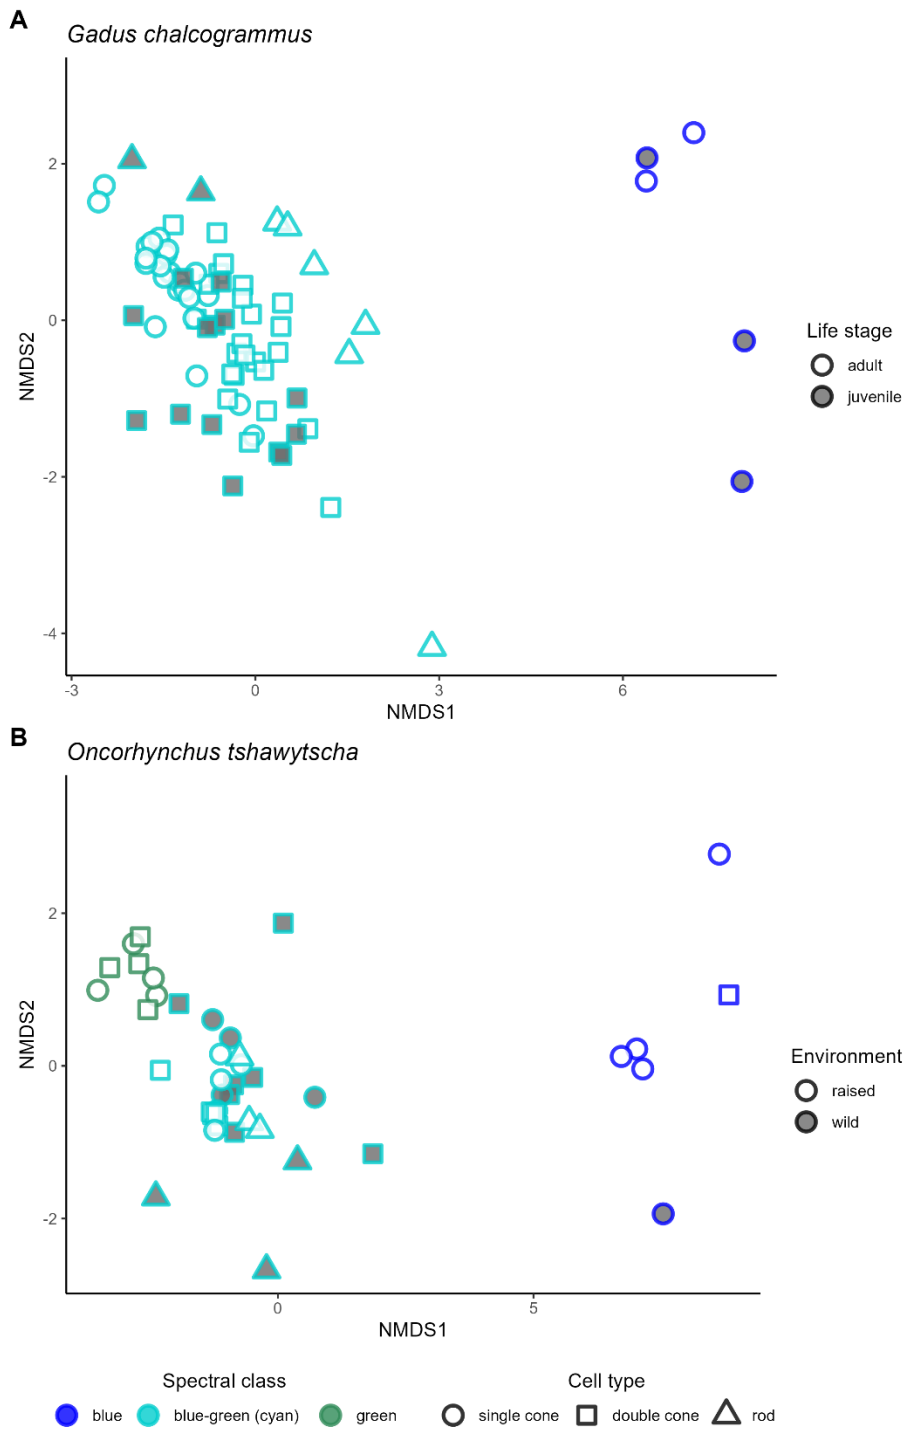 A
Gadus chalcogrammus
2
0
-2
-4
NMDS2
-3 0 3 6
NMDS1
Life stage
adult
juvenile
B
Oncorhynchus tshawytscha
2
0
-2
NMDS2
0 5
NMDS1
Environment
raised
wild
Spectral class
blue blue-green (cyan) green
Cell type
single cone double cone rod